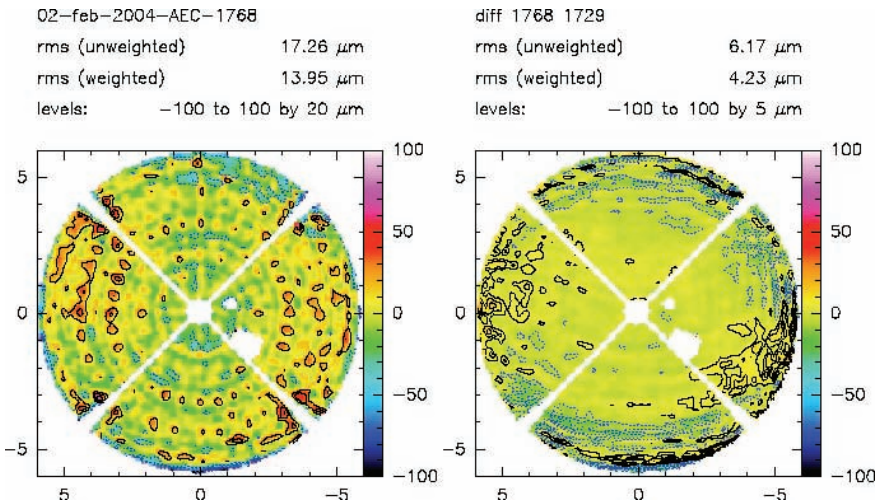 02-feb-2004-AEC-1768
rms (unweighted) 17.26 μm
rms (weighted) 13.95 μm
levels: -100 to 100 by 20 μm
diff 1768 1729
rms (unweighted) 6.17 μm
rms (weighted) 4.23 μm
levels: -100 to 100 by 5 μm
5
0
-5
5
0
-5
100
50
0
-50
-100
5
0
-5
5
0
-5
100
50
0
-50
-100